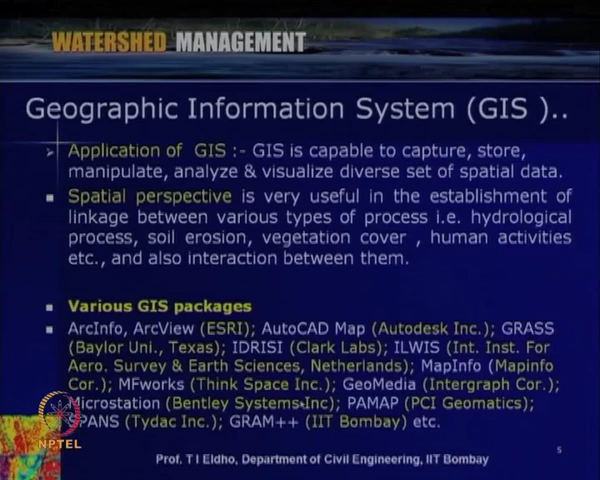 WATERSHED MANAGEMENT
Geographic Information System (GIS )..
Application of GIS :- GIS is capable to capture, store,
manipulate, analyze & visualize diverse set of spatial data.
Spatial perspective is very useful in the establishment of
linkage between various types of process i.e. hydrological
process, soil erosion, vegetation cover , human activities
etc., and also interaction between them.
Various GIS packages
ArcInfo, ArcView (ESRI); AutoCAD Map (Autodesk Inc.); GRASS
(Baylor Uni., Texas); IDRISI (Clark Labs); ILWIS (Int. Inst. For
Aero. Survey & Earth Sciences, Netherlands); MapInfo (Mapinfo
Cor.); MFworks (Think Space Inc.); GeoMedia (Intergraph Cor.);
Microstation (Bentley Systems Inc); PAMAP (PCI Geomatics);
SPANS (Tydac Inc.); GRAM++ (IIT Bombay) etc.
NPTEL
Prof. T I Eldho, Department of Civil Engineering, IIT Bombay
5